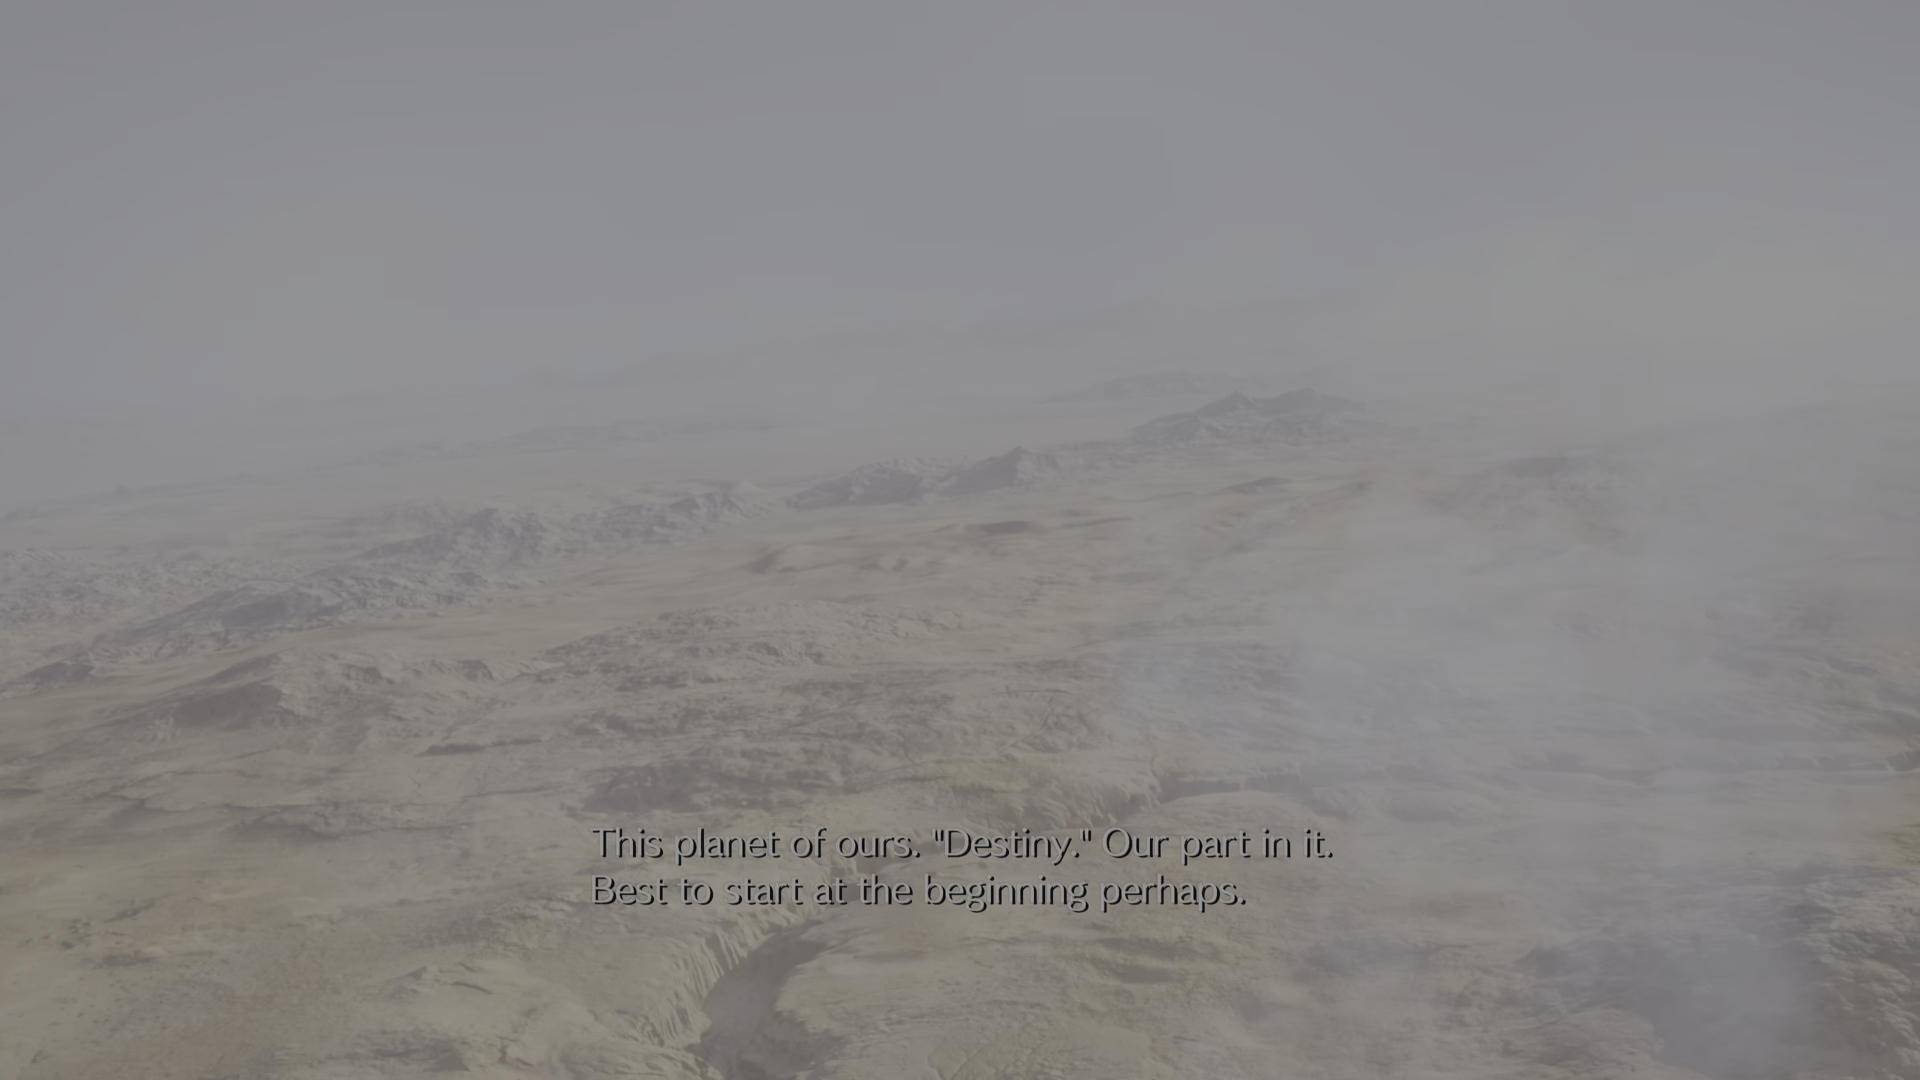 This planet of ours. "Destiny." Our part in it.
Best to start at the beginning perhaps.